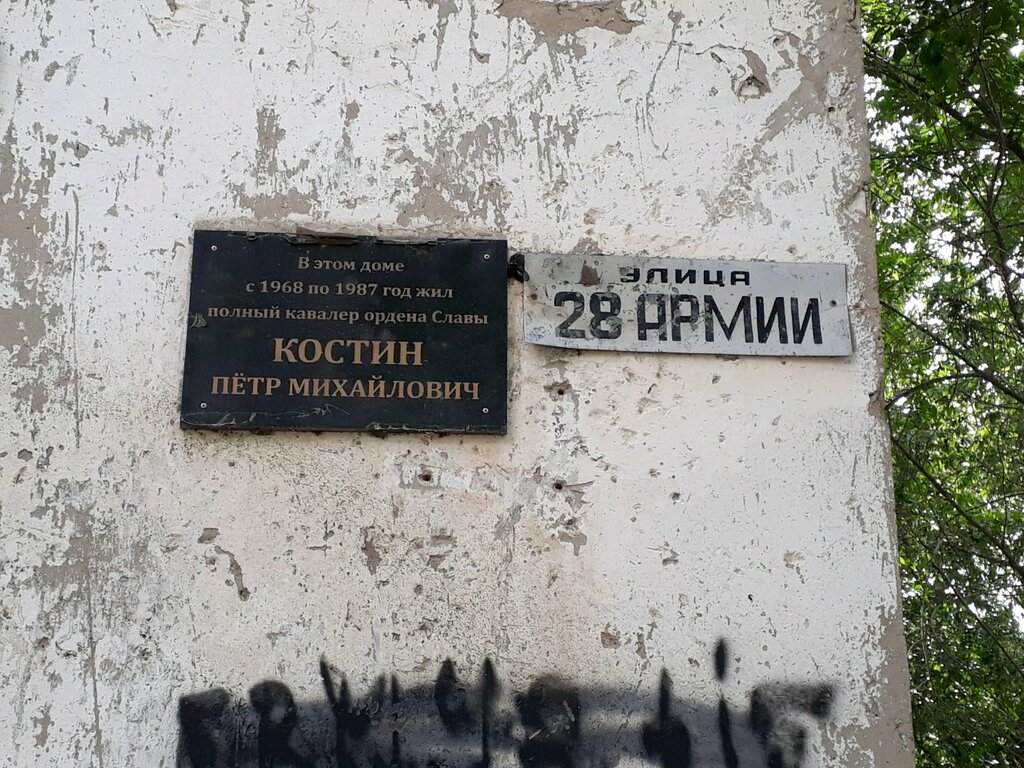 В этом доме
с 1968 по 1987 год жил
полный кавалер ордена Славы
КОСТИН
ПЁТР МИХАЙЛОВИЧ
УЛИЦА
28 АРМИИ